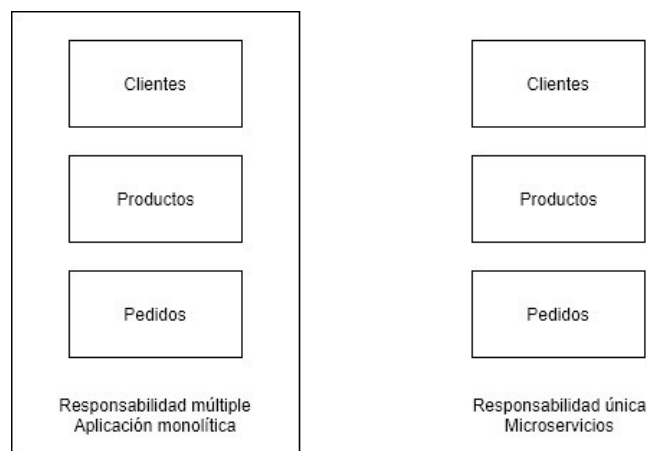 Clientes
Productos
Pedidos
Responsabilidad múltiple
Aplicación monolítica
Clientes
Productos
Pedidos
Responsabilidad única
Microservicios